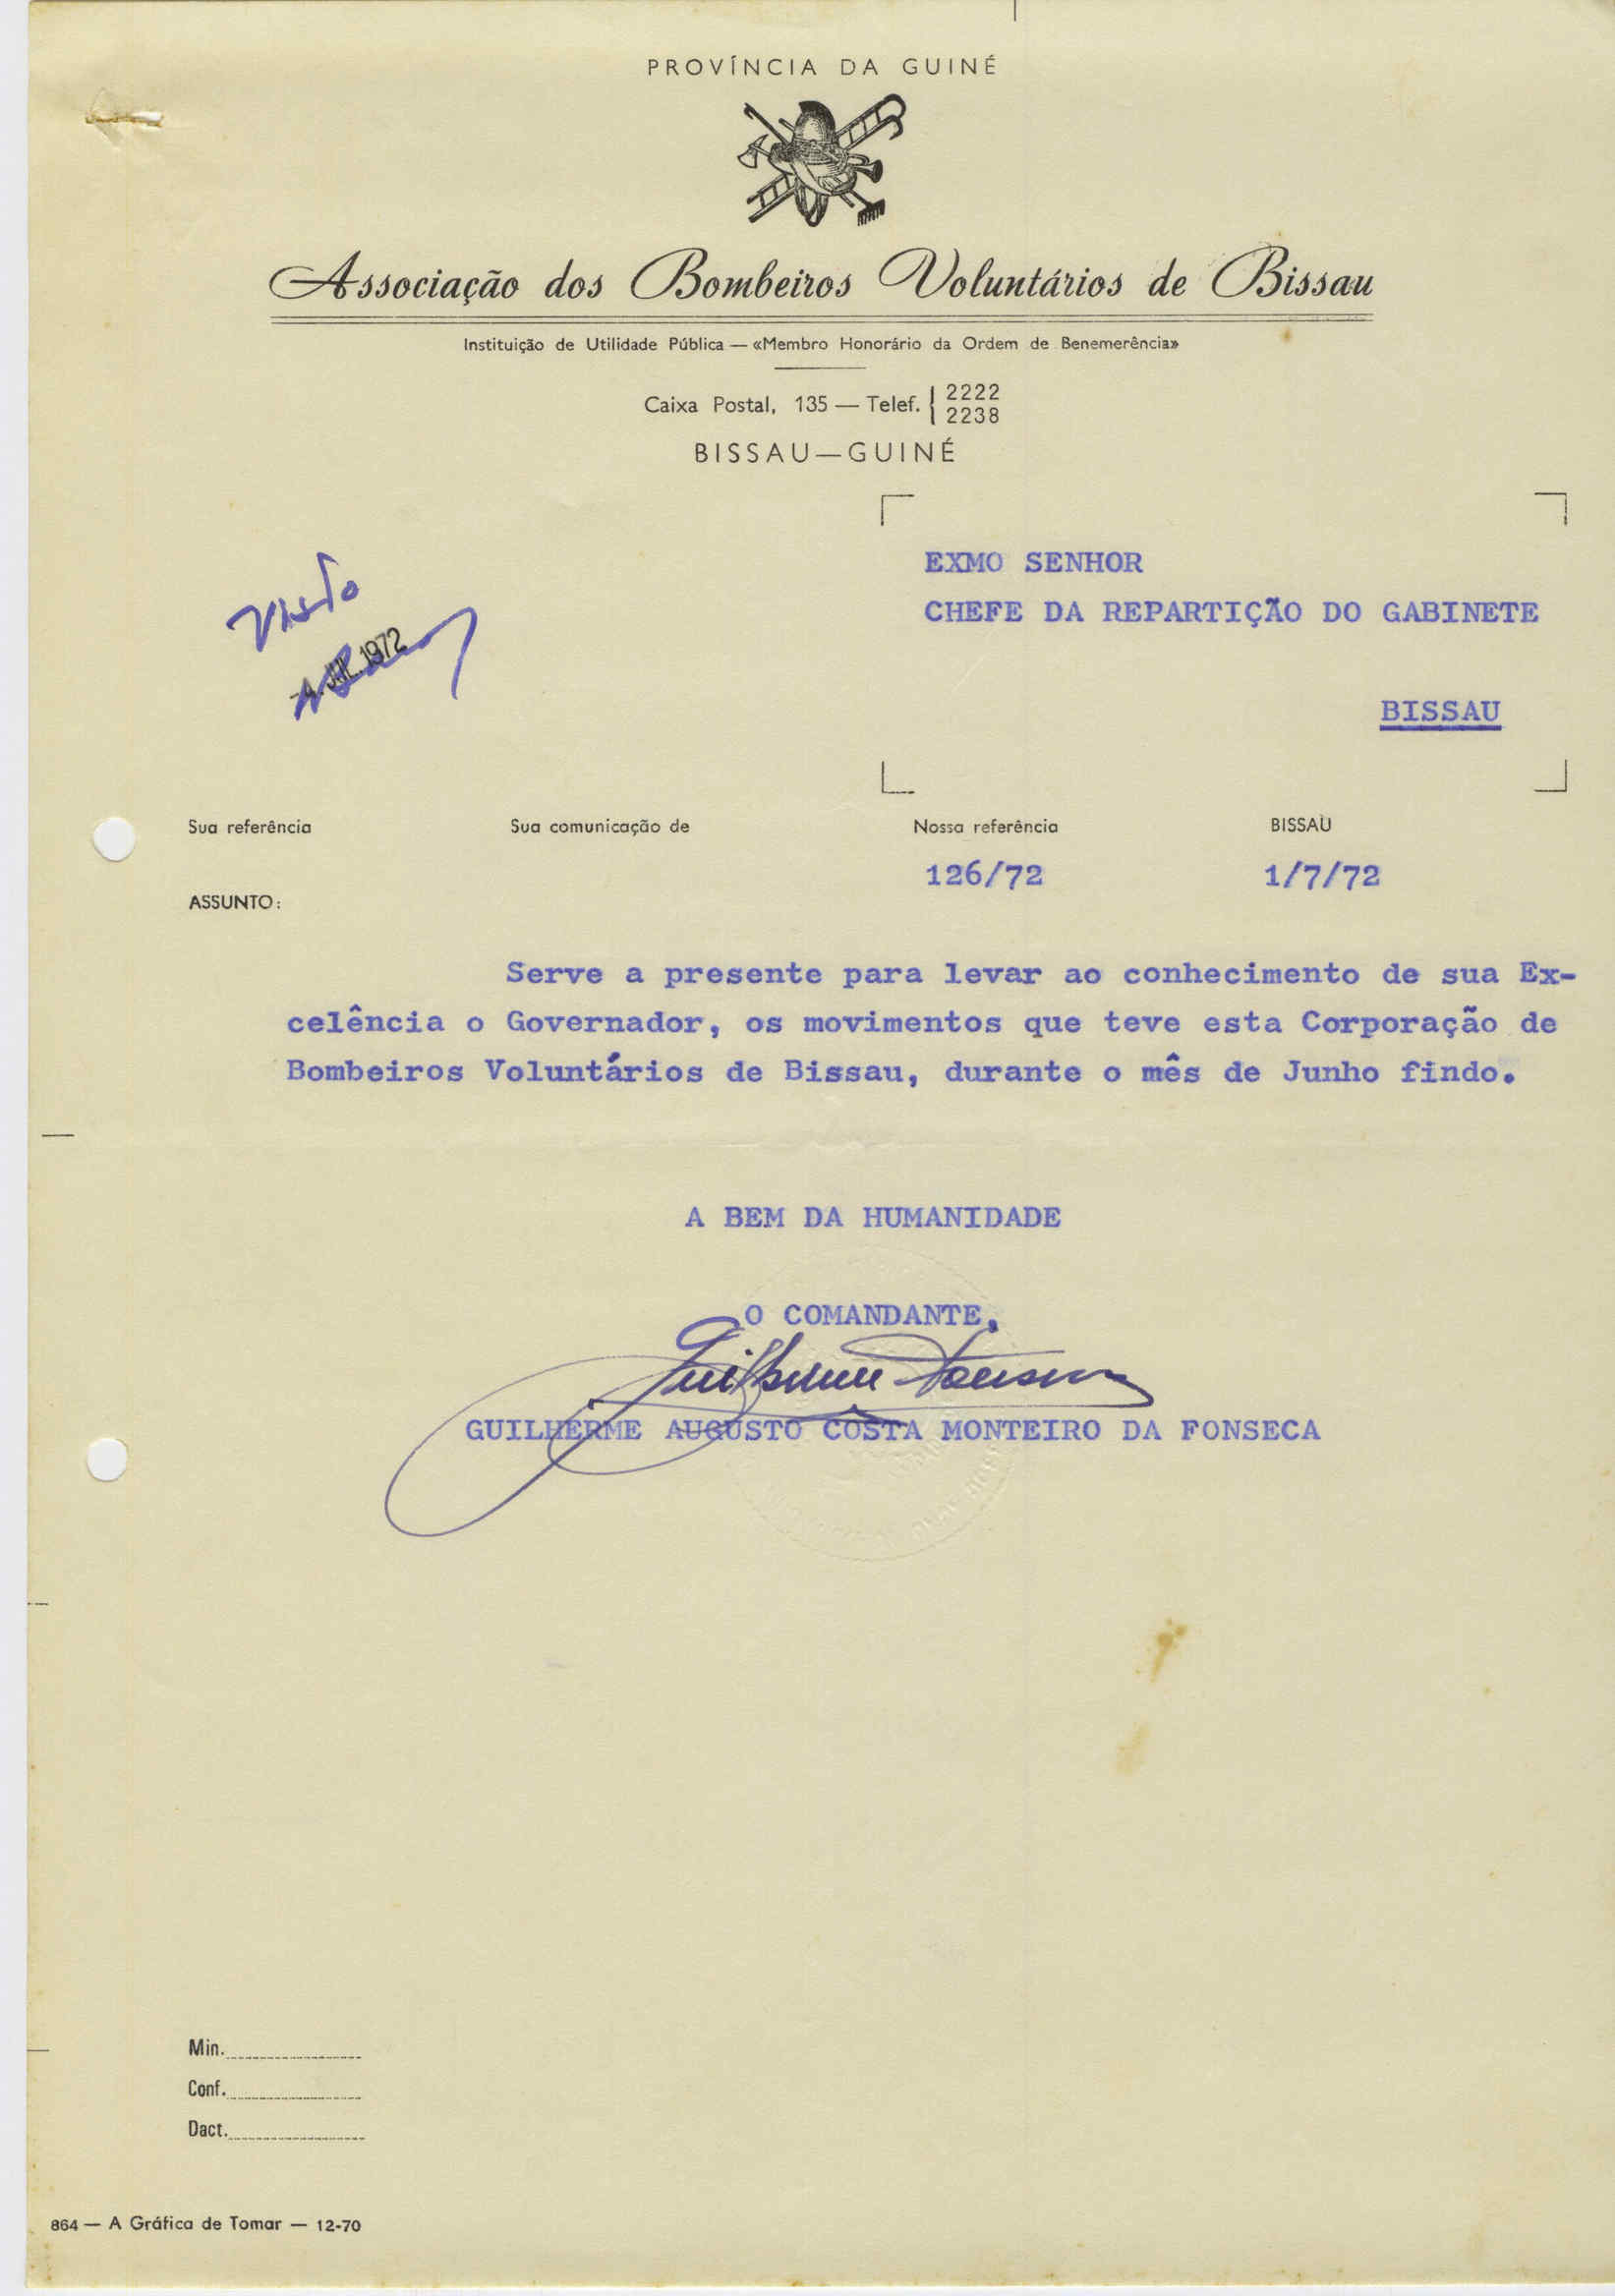 PROVÍNCIA DA GUINÉ
Associação dos Bombeiros Voluntários de Bissau
Instituição de Utilidade Pública — «Membro Honorário da Ordem de Benemerência»
Caixa Postal, 135 — Telef. 2222
2238
BISSAU—GUINÉ
EXMO SENHOR
CHEFE DA REPARTIÇÃO DO GABINETE
BISSAU
Visto
JUL. 1972
Sua referência Sua comunicação de Nossa referência BISSAU
126/72 1/7/72
ASSUNTO:
Serve a presente para levar ao conhecimento de sua Ex-
celência o Governador, os movimentos que teve esta Corporação de
Bombeiros Voluntários de Bissau, durante o mês de Junho findo.
A BEM DA HUMANIDADE
O COMANDANTE,
Guilherme Fonseca
GUILHERME AUGUSTO COSTA MONTEIRO DA FONSECA
Min.
Conf.
Dact.
864 — A Gráfica de Tomar — 12-70